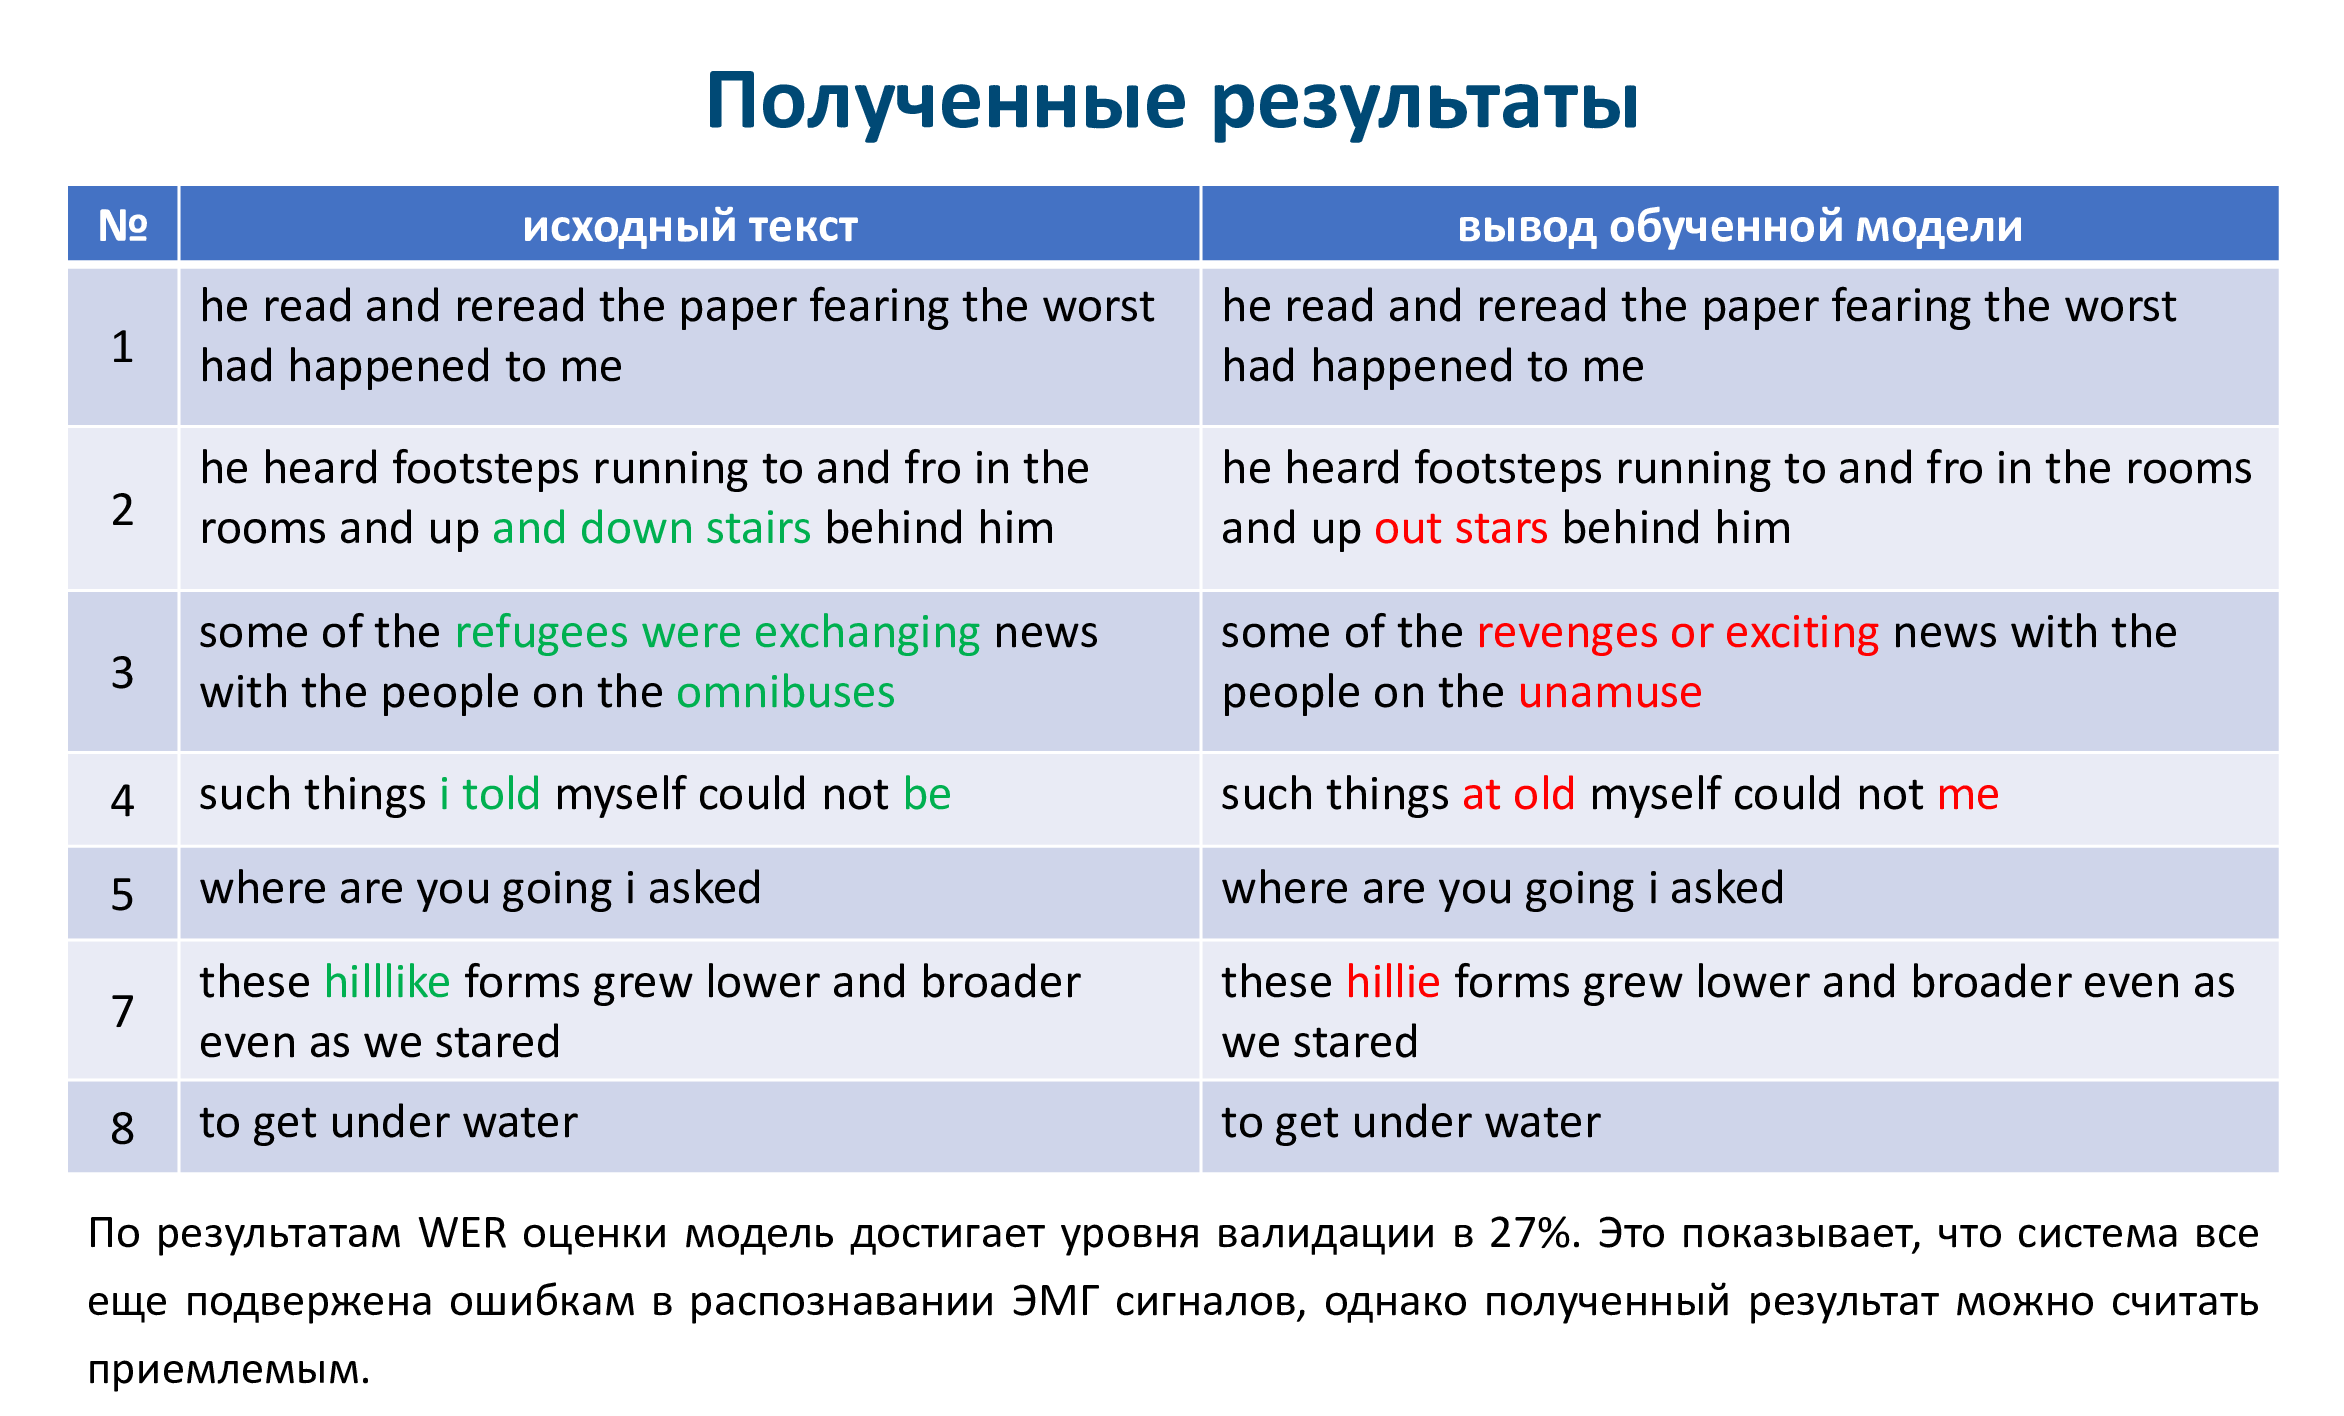 Полученные результаты
№ исходный текст вывод обученной модели
1
he read and reread the paper fearing the worst
had happened to me
he read and reread the paper fearing the worst
had happened to me
2
he heard footsteps running to and fro in the
rooms and up and down stairs behind him
he heard footsteps running to and fro in the rooms
and up out stars behind him
3
some of the refugees were exchanging news
with the people on the omnibuses
some of the revenges or exciting news with the
people on the unamuse
4
such things i told myself could not be
such things at old myself could not me
5
where are you going i asked
where are you going i asked
7
these hilllike forms grew lower and broader
even as we stared
these hillie forms grew lower and broader even as
we stared
8
to get under water
to get under water
По результатам WER оценки модель достигает уровня валидации в 27%. Это показывает, что система все
еще подвержена ошибкам в распознавании ЭМГ сигналов, однако полученный результат можно считать
приемлемым.